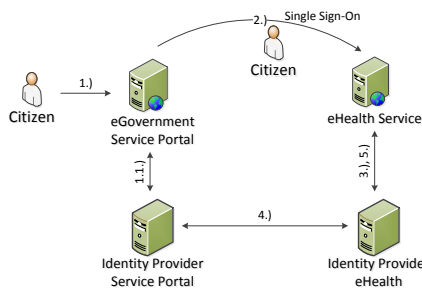 2.)
Single Sign-On
1.)
Citizen
Citizen
eGovernment
Service Portal
eHealth Service
1.1.)
3.), 5.)
4.)
Identity Provider
Service Portal
Identity Provider
eHealth